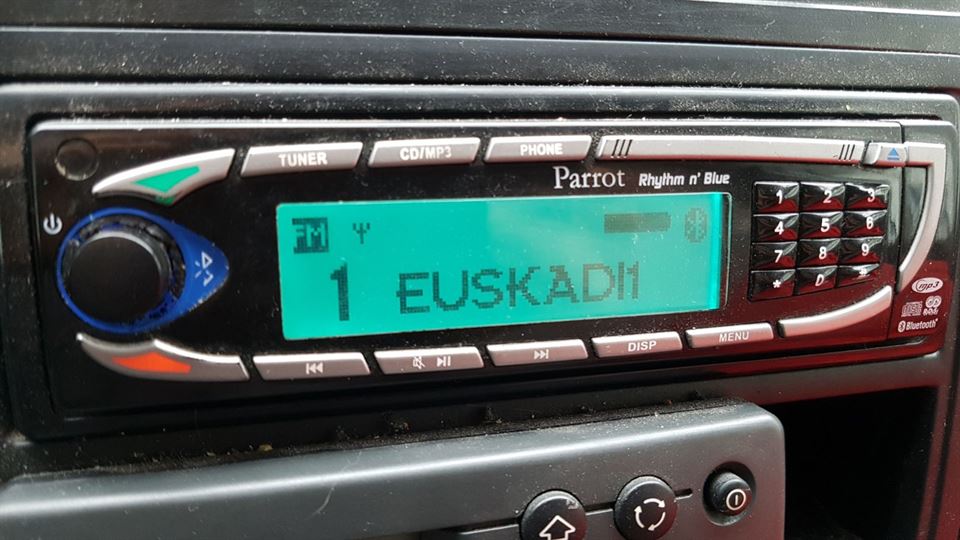 TUNER
CD/MP3
PHONE
Parrot Rhythm n' Blue
FM
1 EUSKADI1
1 2 3
4 5 6
7 8 9
* 0 *
mp3
Bluetooth
DISP
MENU